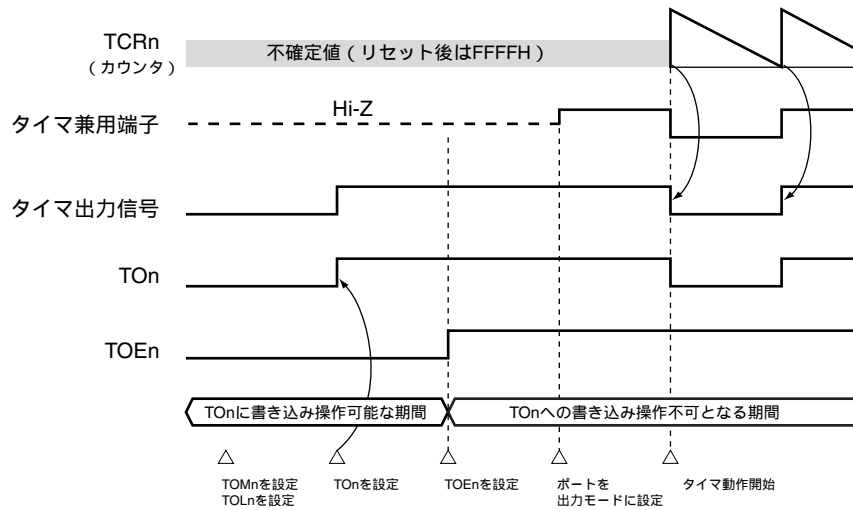 TCRn
（カウンタ）
不確定値（リセット後はFFFFH）
タイマ兼用端子
Hi-Z
タイマ出力信号
TOn
TOEn
TOnに書き込み操作可能な期間
TOnへの書き込み操作不可となる期間
TOMnを設定
TOLnを設定
TOnを設定
TOEnを設定
ポートを
出力モードに設定
タイマ動作開始